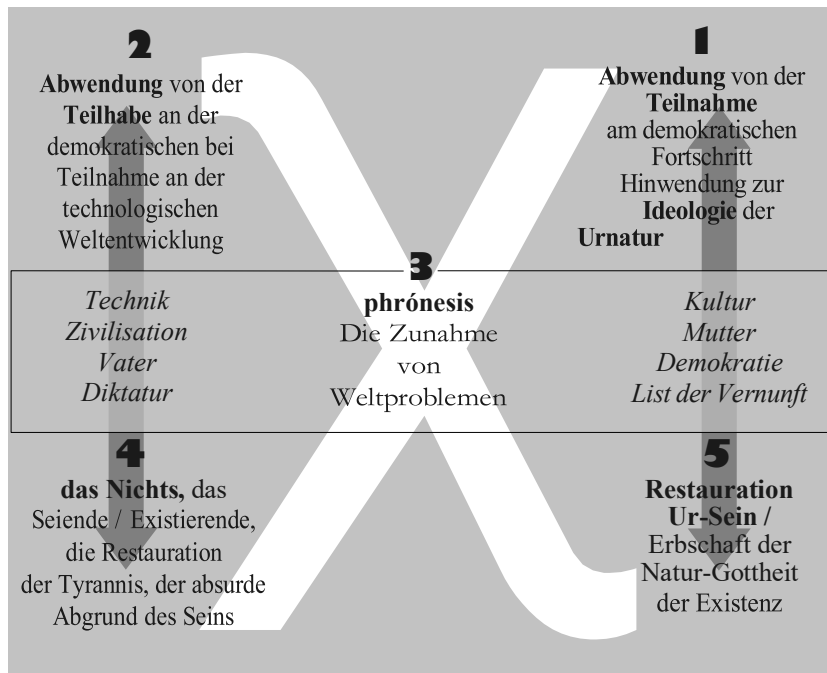 2
Abwendung von der
Teilhabe an der
demokratischen bei
Teilnahme an der
technologischen
Weltentwicklung
1
Abwendung von der
Teilnahme
am demokratischen
Fortschritt
Hinwendung zur
Ideologie der
Urnatur
Technik
Zivilisation
Vater
Diktatur
3
phrónesis
Die Zunahme
von
Weltproblemen
Kultur
Mutter
Demokratie
List der Vernunft
4
das Nichts, das
Seiende / Existierende,
die Restauration
der Tyrannis, der absurde
Abgrund des Seins
5
Restauration
Ur-Sein /
Erbschaft der
Natur-Gottheit
der Existenz